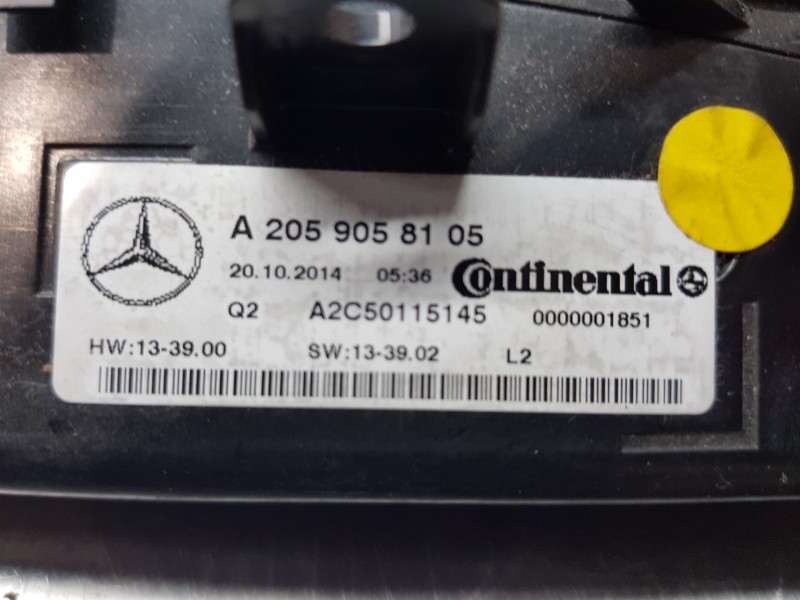 A 205 905 81 05
20.10.2014 05:36 Continental
Q2 A2C50115145 0000001851
HW:13-39.00 SW:13-39.02 L2